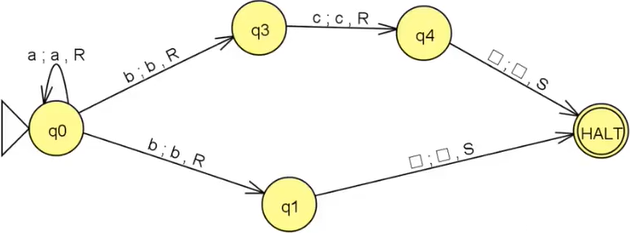 a ; a , R
q0
b ; b , R
q3
c ; c , R
q4
□ ; □ , S
HALT
b ; b , R
q1
□ ; □ , S